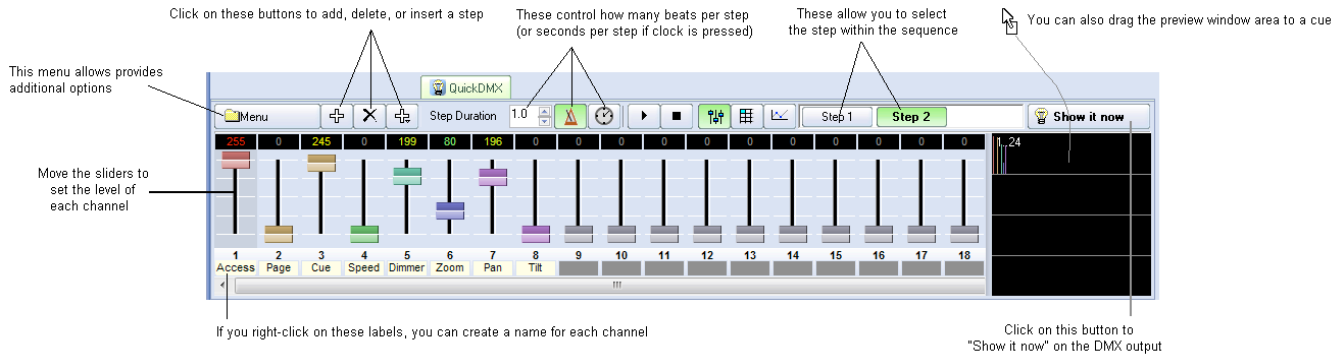 Click on these buttons to add, delete, or insert a step
These control how many beats per step
(or seconds per step if clock is pressed)
These allow you to select
the step within the sequence
You can also drag the preview window area to a cue
This menu allows provides
additional options
QuickDMX
Menu
Step Duration
1.0
Step 1
Step 2
Show it now
255 0 245 0 199 80 196 0 0 0 0 0 0 0 0 0 0 0
1...24
Move the sliders to
set the level of
each channel
1 2 3 4 5 6 7 8 9 10 11 12 13 14 15 16 17 18
Access Page Cue Speed Dimmer Zoom Pan Tilt
If you right-click on these labels, you can create a name for each channel
Click on this button to
"Show it now" on the DMX output